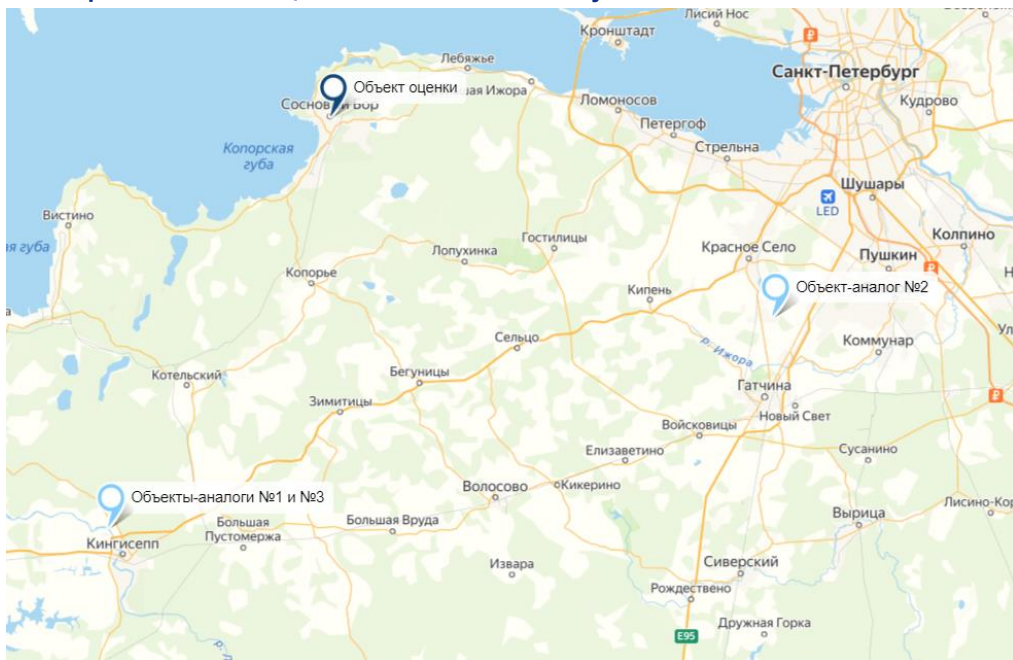 Лисий Нос
Кронштадт
Санкт-Петербург
Лебяжье
Объект оценки
Ломоносов
Кудрово
Петергоф
Стрельна
Копорская
губа
Шушары
LED
Вистино
Колпино
Гостилицы
Красное Село
Лопухинка
Пушкин
Копорье
Объект-аналог №2
Кипень
Сельцо
р. Ижора
Коммунар
Бегуницы
Котельский
Гатчина
Зимитицы
Новый Свет
Войсковицы
Елизаветино
Сусанино
Волосово
Кикерино
Объекты-аналоги №1 и №3
Вырица
Большая
Пустомержа
Большая Вруда
Кингисепп
Извара
Сиверский
Рождествено
Дружная Горка
E95